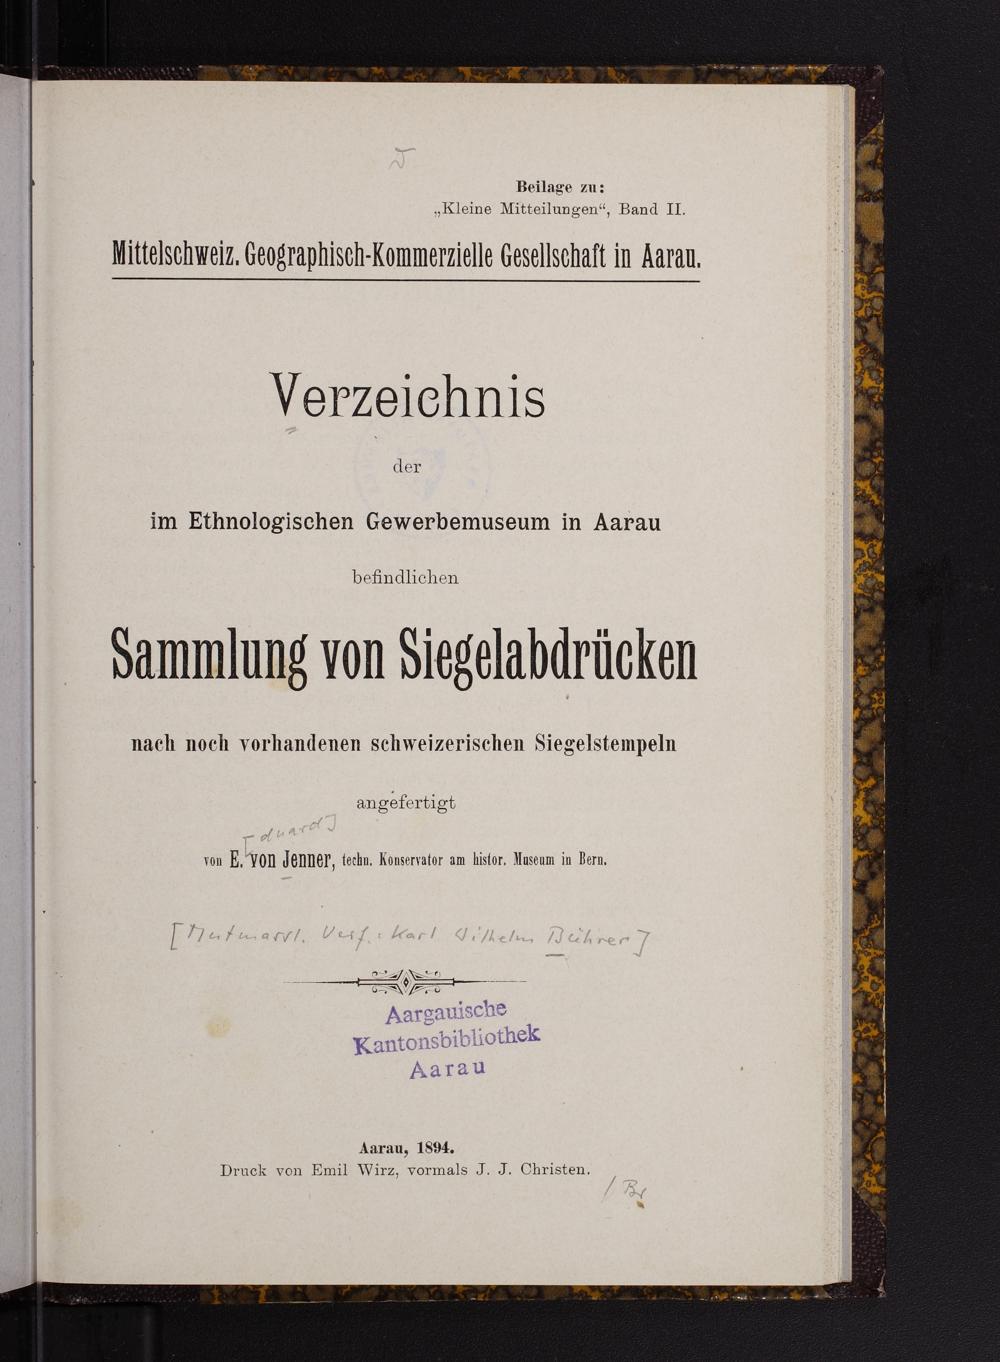 Beilage zu:
„Kleine Mitteilungen“, Band II.
Mittelschweiz. Geographisch-Kommerzielle Gesellschaft in Aarau.
Verzeichnis
der
im Ethnologischen Gewerbemuseum in Aarau
befindlichen
Sammlung von Siegelabdrücken
nach noch vorhandenen schweizerischen Siegelstempeln
angefertigt
[duard]
von E. von Jenner, techn. Konservator am histor. Museum in Bern.
[Mutmassl. Verf.: Karl Wilhelm Bührer]
Aargauische
Kantonsbibliothek
Aarau
Aarau, 1894.
Druck von Emil Wirz, vormals J. J. Christen.